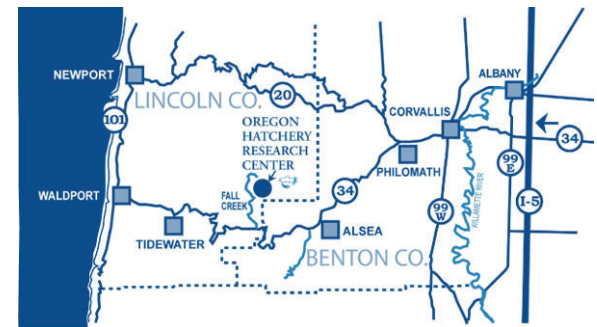 ALBANY
NEWPORT
LINCOLN CO.
20
CORVALLIS
101
OREGON
HATCHERY
RESEARCH
CENTER
34
PHILOMATH
99
E
34
WALDPORT
FALL
CREEK
99
W
WILLAMETTE RIVER
I-5
TIDEWATER
ALSEA
BENTON CO.